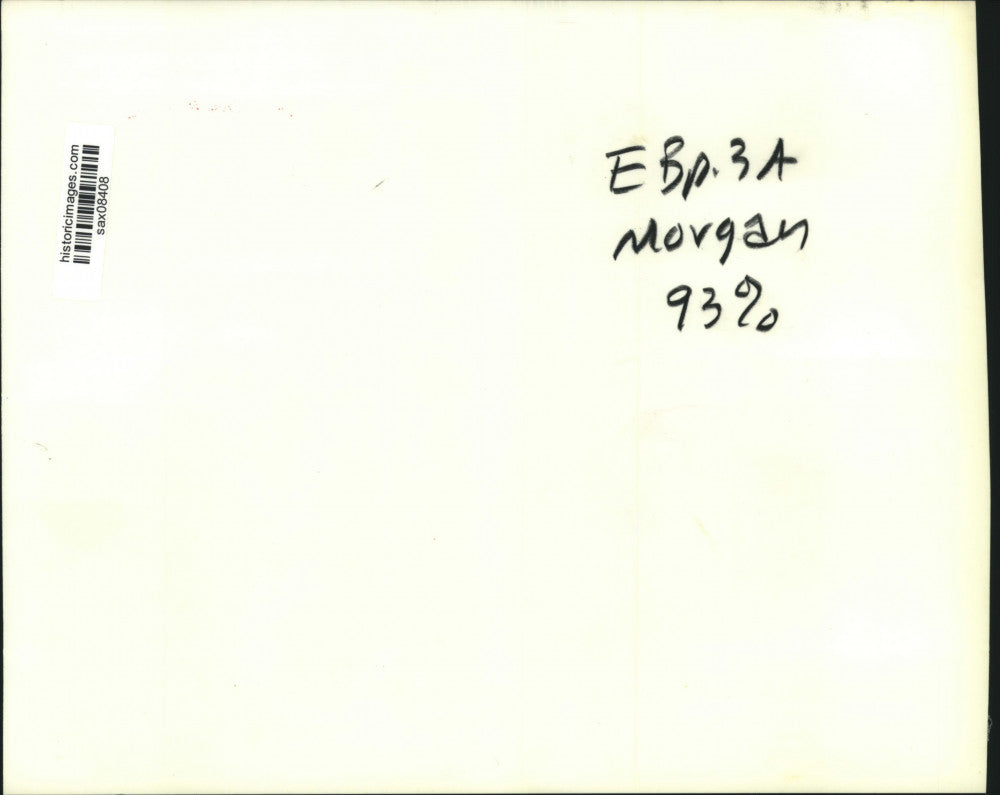 historicimages.com
sax08408
EBp.3A
Morgan
93%